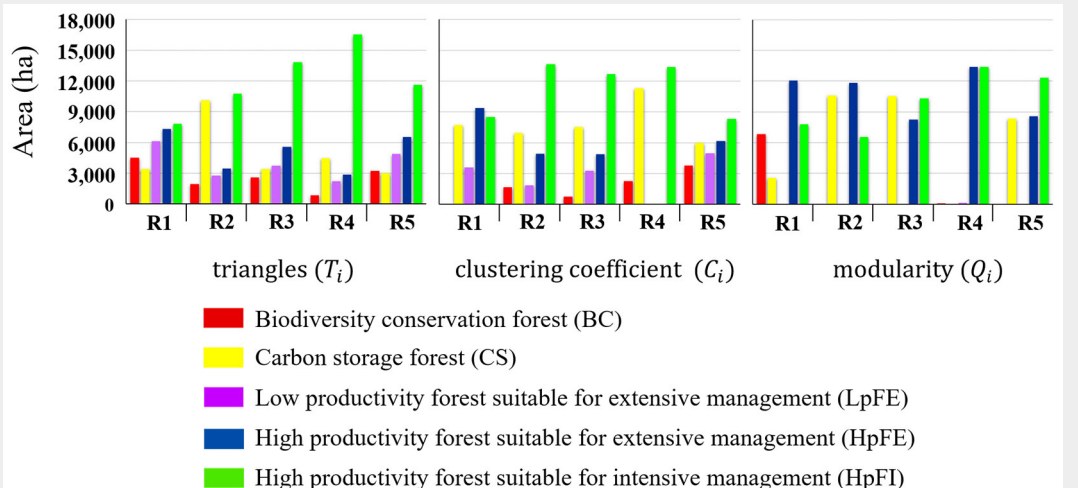 Area (ha)
18,000
15,000
12,000
9,000
6,000
3,000
0
R1 R2 R3 R4 R5 R1 R2 R3 R4 R5 R1 R2 R3 R4 R5
triangles (𝑇𝑖) clustering coefficient (𝐶𝑖) modularity (𝑄𝑖)
Biodiversity conservation forest (BC)
Carbon storage forest (CS)
Low productivity forest suitable for extensive management (LpFE)
High productivity forest suitable for extensive management (HpFE)
High productivity forest suitable for intensive management (HpFI)